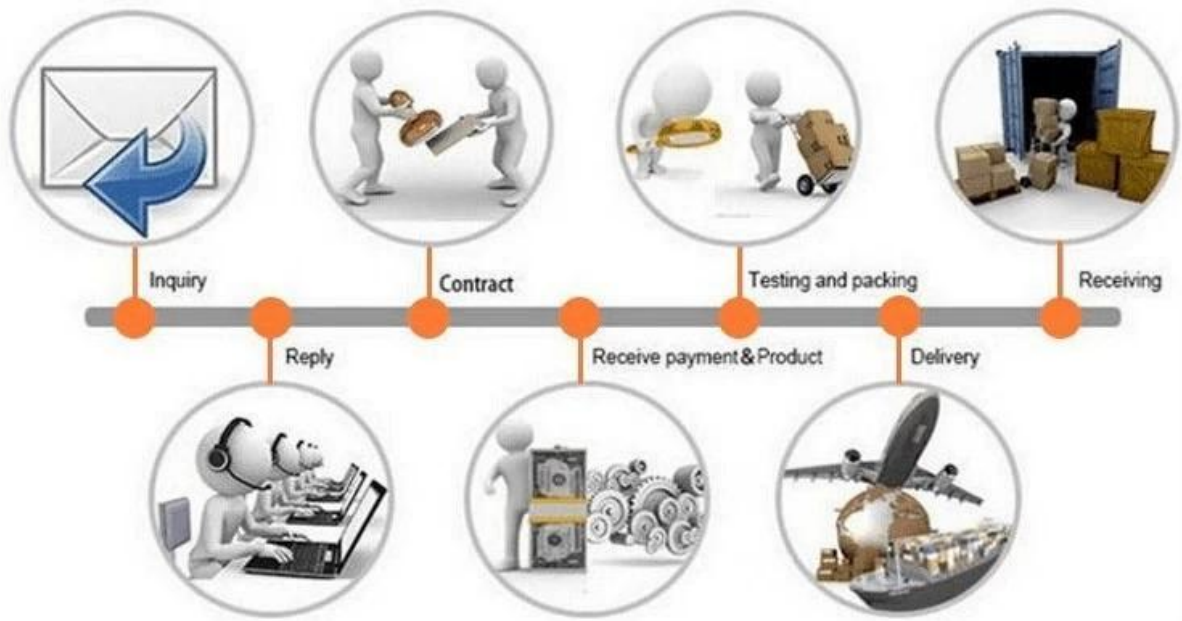 Inquiry
Contract
Testing and packing
Receiving
Reply
Receive payment & Product
Delivery